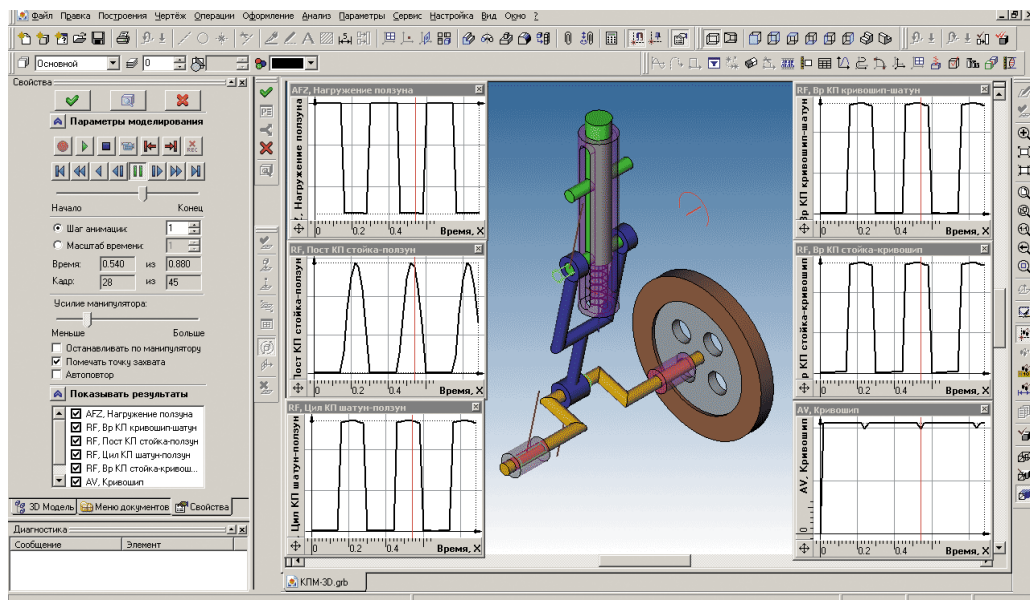 Файл Правка Построения Чертёж Операции Оформление Анализ Параметры Сервис Настройка Вид Окно ?
Основной 0
Свойства
Параметры моделирования
REC
Начало Конец
Шаг анимации: 1
Масштаб времени: 1
Время: 0.540 из 0.880
Кадр: 28 из 45
Усилие манипулятора:
Меньше Больше
Останавливать по манипулятору
Помечать точку захвата
Автоповтор
Показывать результаты
AFZ, Нагружение ползуна
RF, Вр КП кривошип-шатун
RF, Пост КП стойка-ползун
RF, Цил КП шатун-ползун
RF, Вр КП стойка-кривош...
AV, Кривошип
3D Модель Меню документов Свойства
Диагностика
Сообщение Элемент
PE
AFZ, Нагружение ползуна
, Нагружение ползуна
0 0.2 0.4 Время, X
RF, Пост КП стойка-ползун
Пост КП стойка-ползун
0 0.2 0.4 Время, X
RF, Цил КП шатун-ползун
Цил КП шатун-ползун
0 0.2 0.4 Время, X
RF, Вр КП кривошип-шатун
Вр КП кривошип-шатун
0 0.2 0.4 Время, X
RF, Вр КП стойка-кривошип
р КП стойка-кривошип
0 0.2 0.4 Время, X
AV, Кривошип
AV, Кривошип
0
0 0.2 0.4 Время, X
КПМ-3D.grb